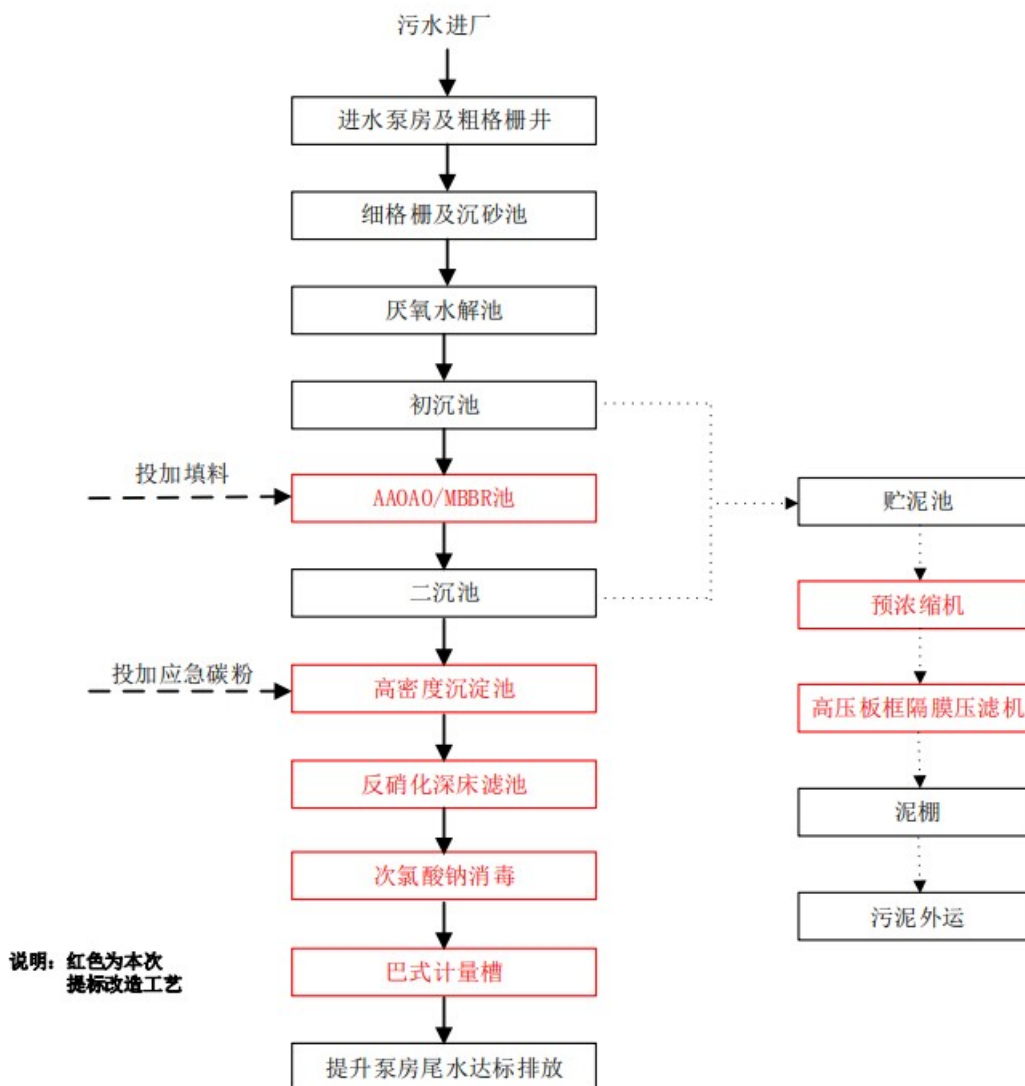 污水进厂
进水泵房及粗格栅井
细格栅及沉砂池
厌氧水解池
初沉池
投加填料
AAOAO/MBBR池
二沉池
投加应急碳粉
高密度沉淀池
反硝化深床滤池
次氯酸钠消毒
巴式计量槽
提升泵房尾水达标排放
贮泥池
预浓缩机
高压板框隔膜压滤机
泥棚
污泥外运
说明：红色为本次
提标改造工艺